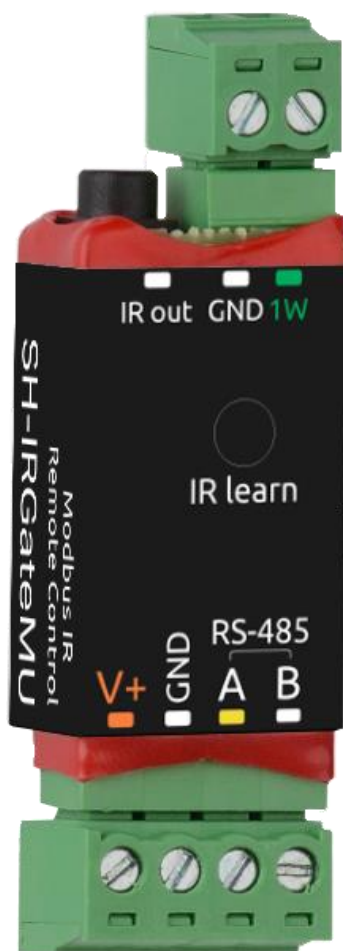 IR out GND 1W
IR learn
SH-IRGateMU
Modbus IR
Remote Control
RS-485
V+ GND A B